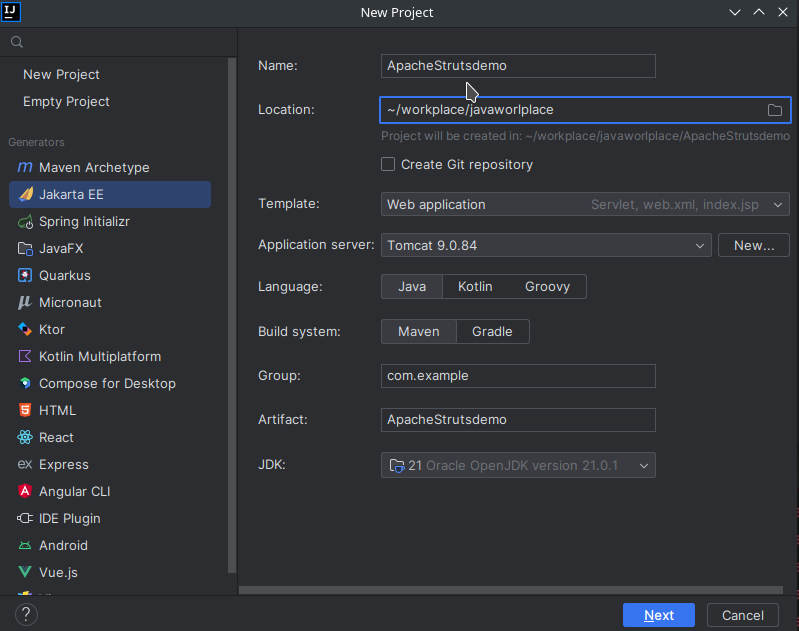 IJ
New Project
New Project
Empty Project
Generators
m Maven Archetype
Jakarta EE
Spring Initializr
JavaFX
Quarkus
μ Micronaut
Ktor
Kotlin Multiplatform
Compose for Desktop
5 HTML
React
ex Express
A Angular CLI
IDE Plugin
Android
Vue.js
?
Name: ApacheStrutsdemo
Location: ~/workplace/javaworlplace
Project will be created in: ~/workplace/javaworlplace/ApacheStrutsdemo
Create Git repository
Template: Web application Servlet, web.xml, index.jsp
Application server: Tomcat 9.0.84 New...
Language: Java Kotlin Groovy
Build system: Maven Gradle
Group: com.example
Artifact: ApacheStrutsdemo
JDK: 21 Oracle OpenJDK version 21.0.1
Next Cancel